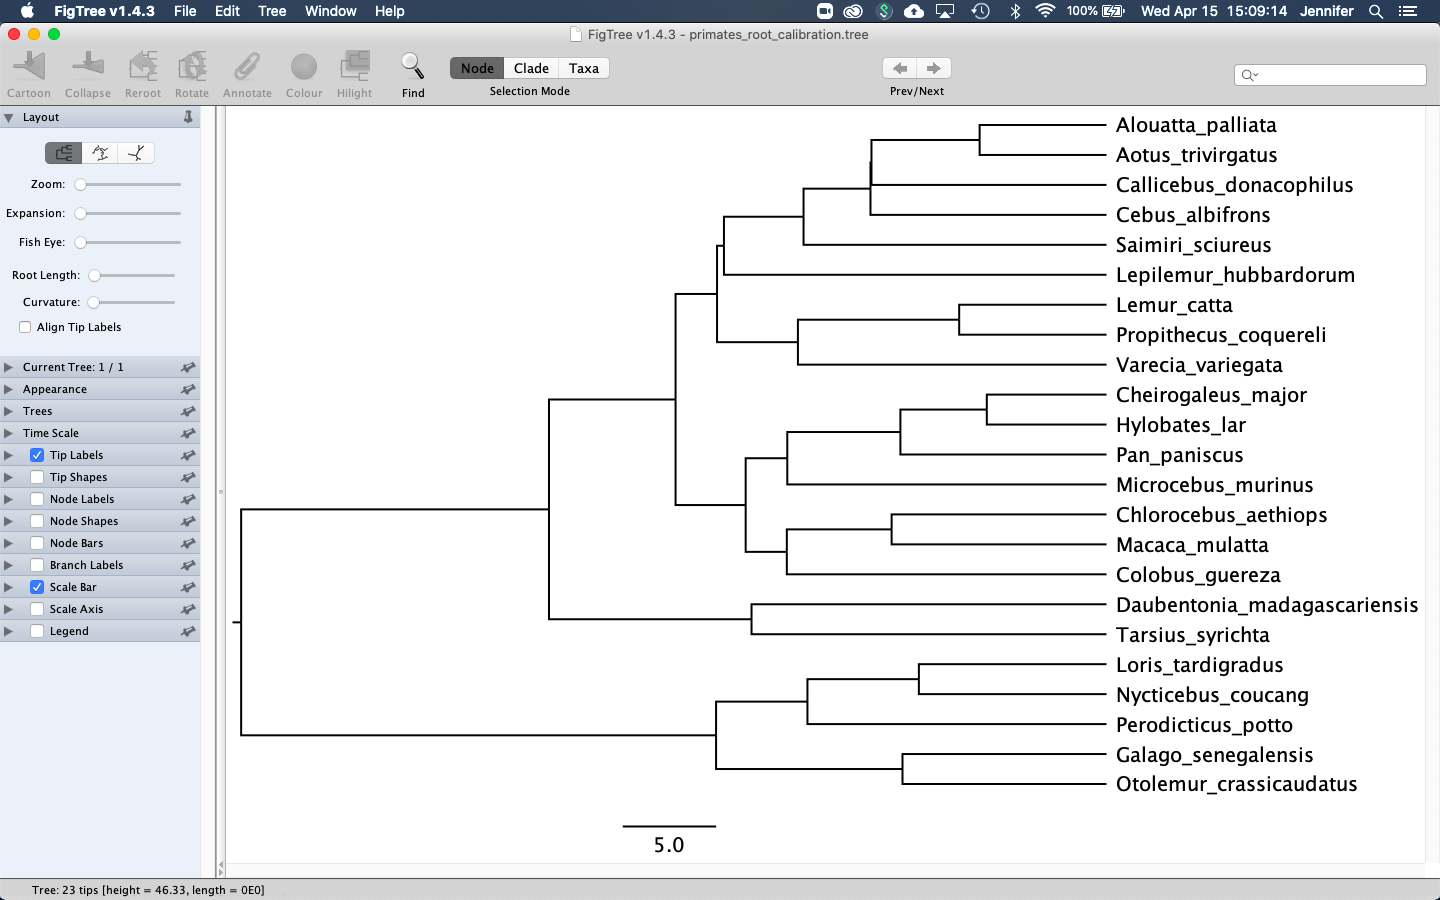 FigTree v1.4.3 File Edit Tree Window Help 100% Wed Apr 15 15:09:14 Jennifer
FigTree v1.4.3 - primates_root_calibration.tree
Cartoon Collapse Reroot Rotate Annotate Colour Hilight Find
Node Clade Taxa
Selection Mode
Prev/Next
Layout
Zoom:
Expansion:
Fish Eye:
Root Length:
Curvature:
Align Tip Labels
Current Tree: 1 / 1
Appearance
Trees
Time Scale
Tip Labels
Tip Shapes
Node Labels
Node Shapes
Node Bars
Branch Labels
Scale Bar
Scale Axis
Legend
Alouatta_palliata
Aotus_trivirgatus
Callicebus_donacophilus
Cebus_albifrons
Saimiri_sciureus
Lepilemur_hubbardorum
Lemur_catta
Propithecus_coquereli
Varecia_variegata
Cheirogaleus_major
Hylobates_lar
Pan_paniscus
Microcebus_murinus
Chlorocebus_aethiops
Macaca_mulatta
Colobus_guereza
Daubentonia_madagascariensis
Tarsius_syrichta
Loris_tardigradus
Nycticebus_coucang
Perodicticus_potto
Galago_senegalensis
Otolemur_crassicaudatus
5.0
Tree: 23 tips [height = 46.33, length = 0E0]